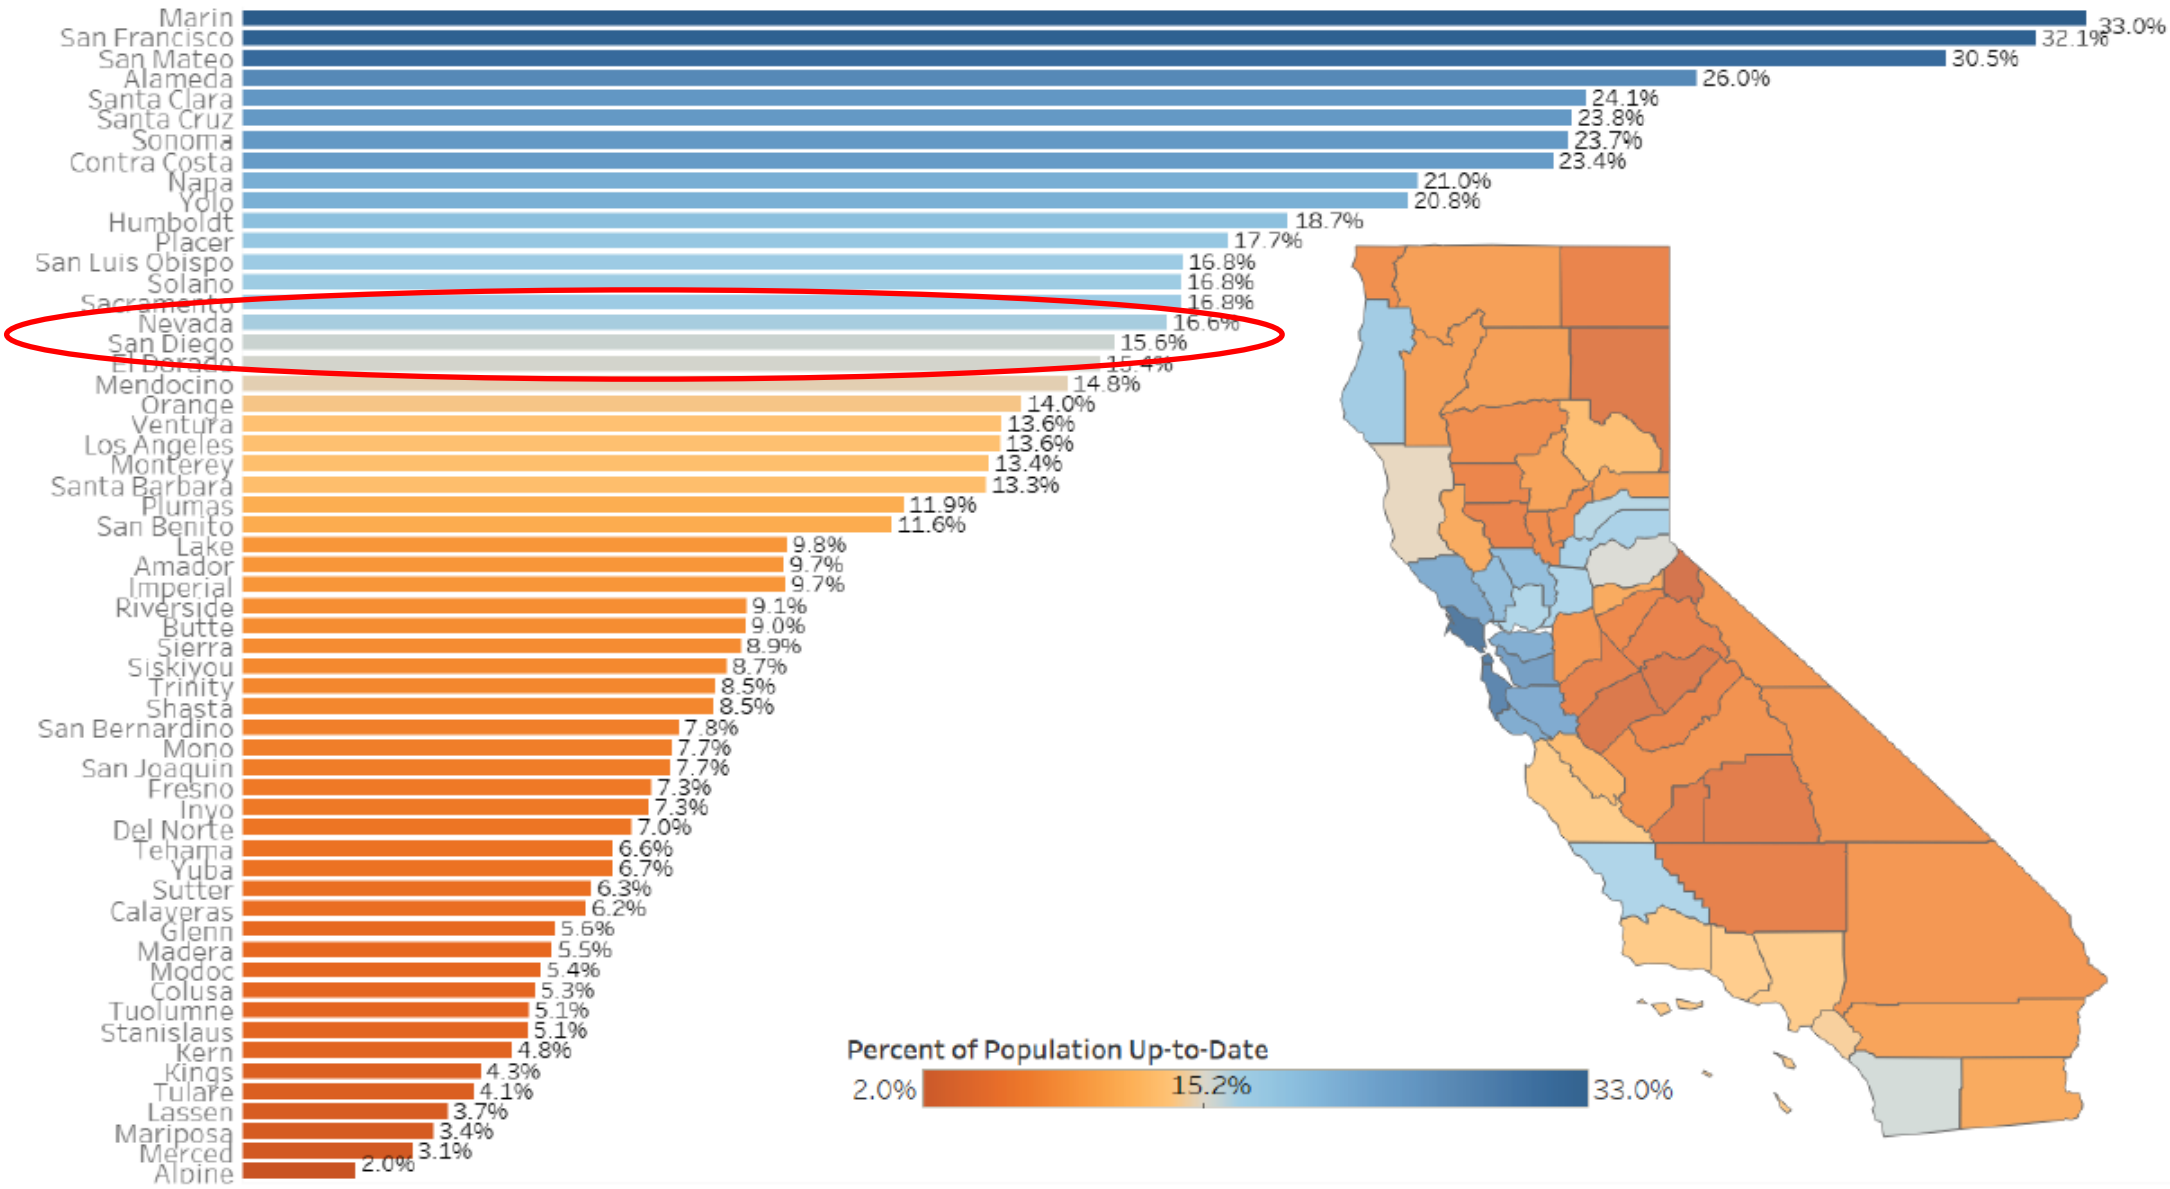 Marin 33.0%
San Francisco 32.1%
San Mateo 30.5%
Alameda 26.0%
Santa Clara 24.1%
Santa Cruz 23.8%
Sonoma 23.7%
Contra Costa 23.4%
Napa 21.0%
Yolo 20.8%
Humboldt 18.7%
Placer 17.7%
San Luis Obispo 16.8%
Solano 16.8%
Sacramento 16.8%
Nevada 16.6%
San Diego 15.6%
El Dorado 15.4%
Mendocino 14.8%
Orange 14.0%
Ventura 13.6%
Los Angeles 13.6%
Monterey 13.4%
Santa Barbara 13.3%
Plumas 11.9%
San Benito 11.6%
Lake 9.8%
Amador 9.7%
Imperial 9.7%
Riverside 9.1%
Butte 9.0%
Sierra 8.9%
Siskiyou 8.7%
Trinity 8.5%
Shasta 8.5%
San Bernardino 7.8%
Mono 7.7%
San Joaquin 7.7%
Fresno 7.3%
Inyo 7.3%
Del Norte 7.0%
Tehama 6.6%
Yuba 6.7%
Sutter 6.3%
Calaveras 6.2%
Glenn 5.6%
Madera 5.5%
Modoc 5.4%
Colusa 5.3%
Tuolumne 5.1%
Stanislaus 5.1%
Kern 4.8%
Kings 4.3%
Tulare 4.1%
Lassen 3.7%
Mariposa 3.4%
Merced 3.1%
Alpine 2.0%
Percent of Population Up-to-Date
2.0% 15.2% 33.0%